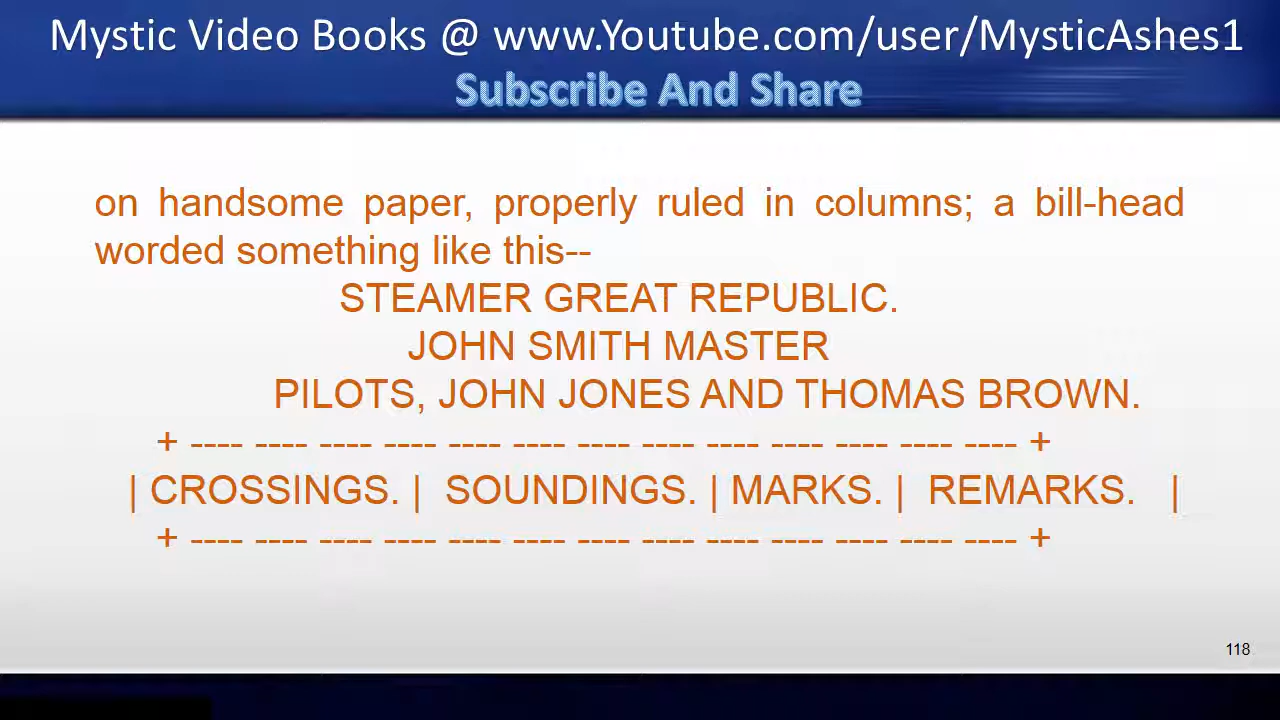 Mystic Video Books @ www.Youtube.com/user/MysticAshes1
Subscribe And Share
on handsome paper, properly ruled in columns; a bill-head
worded something like this--
STEAMER GREAT REPUBLIC.
JOHN SMITH MASTER
PILOTS, JOHN JONES AND THOMAS BROWN.
+ ---- ---- ---- ---- ---- ---- ---- ---- ---- ---- ---- ---- ---- +
| CROSSINGS. | SOUNDINGS. | MARKS. | REMARKS. |
+ ---- ---- ---- ---- ---- ---- ---- ---- ---- ---- ---- ---- ---- +
118